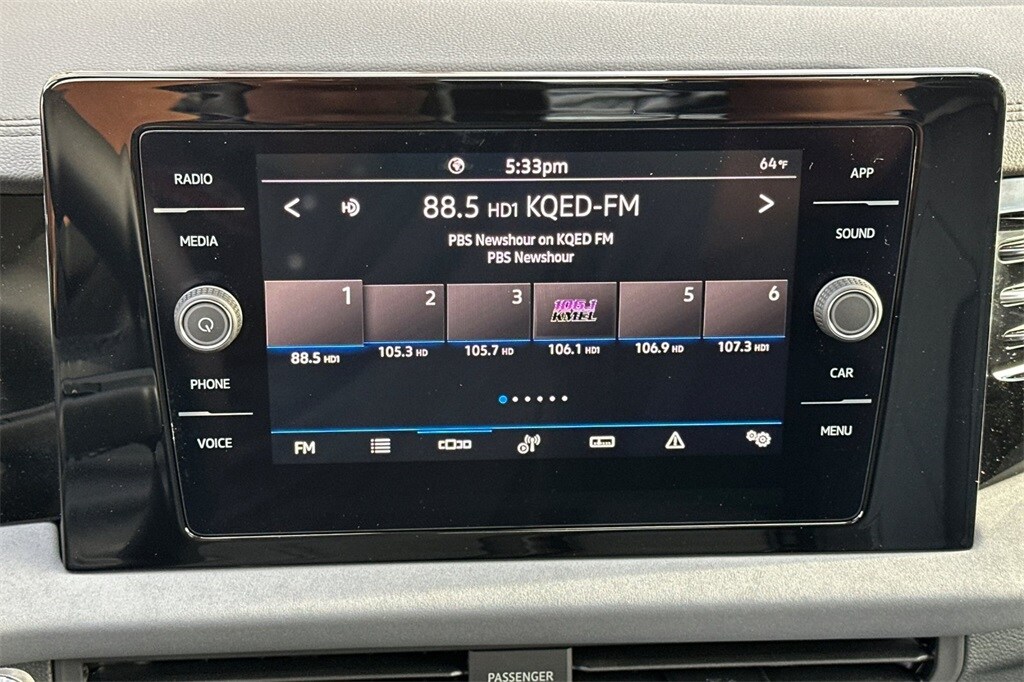 RADIO
MEDIA
PHONE
VOICE
5:33pm
64°F
88.5 HD1 KQED-FM
PBS Newshour on KQED FM
PBS Newshour
1 2 3 5 6
106.1
KMEL
88.5 HD1 105.3 HD 105.7 HD 106.1 HD1 106.9 HD 107.3 HD1
FM
APP
SOUND
CAR
MENU
PASSENGER